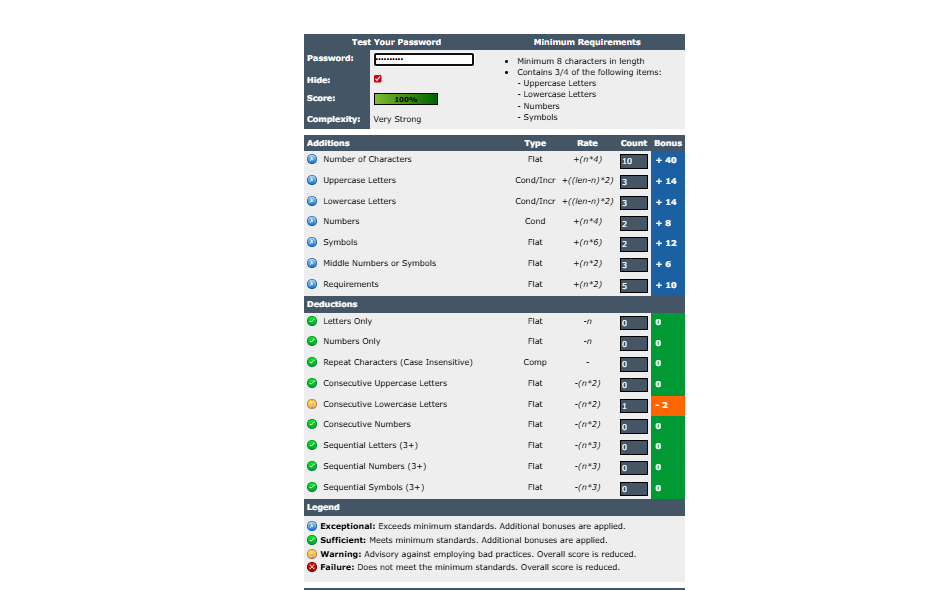 Test Your Password Minimum Requirements
Password: ••••••••••
• Minimum 8 characters in length
• Contains 3/4 of the following items:
- Uppercase Letters
- Lowercase Letters
- Numbers
- Symbols
Hide:
Score: 100%
Complexity: Very Strong
Additions Type Rate Count Bonus
Number of Characters Flat +(n*4) 10 + 40
Uppercase Letters Cond/Incr +((len-n)*2) 3 + 14
Lowercase Letters Cond/Incr +((len-n)*2) 3 + 14
Numbers Cond +(n*4) 2 + 8
Symbols Flat +(n*6) 2 + 12
Middle Numbers or Symbols Flat +(n*2) 3 + 6
Requirements Flat +(n*2) 5 + 10
Deductions
Letters Only Flat -n 0 0
Numbers Only Flat -n 0 0
Repeat Characters (Case Insensitive) Comp - 0 0
Consecutive Uppercase Letters Flat -(n*2) 0 0
Consecutive Lowercase Letters Flat -(n*2) 1 - 2
Consecutive Numbers Flat -(n*2) 0 0
Sequential Letters (3+) Flat -(n*3) 0 0
Sequential Numbers (3+) Flat -(n*3) 0 0
Sequential Symbols (3+) Flat -(n*3) 0 0
Legend
Exceptional: Exceeds minimum standards. Additional bonuses are applied.
Sufficient: Meets minimum standards. Additional bonuses are applied.
Warning: Advisory against employing bad practices. Overall score is reduced.
Failure: Does not meet the minimum standards. Overall score is reduced.